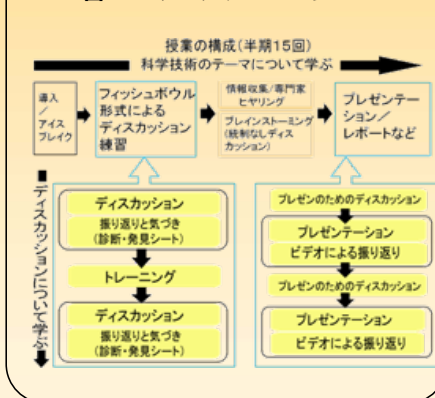 授業の構成(半期15回)
科学技術のテーマについて学ぶ
導入
/
アイス
ブレイク
フィッシュボウル
形式による
ディスカッション
練習
情報収集/専門家
ヒヤリング
ブレインストーミング
(統制なしディス
カッション)
プレゼンテー
ション/
レポートなど
ディスカッションについて学ぶ
ディスカッション
振り返りと気づき
(診断・発見シート)
トレーニング
ディスカッション
振り返りと気づき
(診断・発見シート)
プレゼンのためのディスカッション
プレゼンテーション
ビデオによる振り返り
プレゼンのためのディスカッション
プレゼンテーション
ビデオによる振り返り